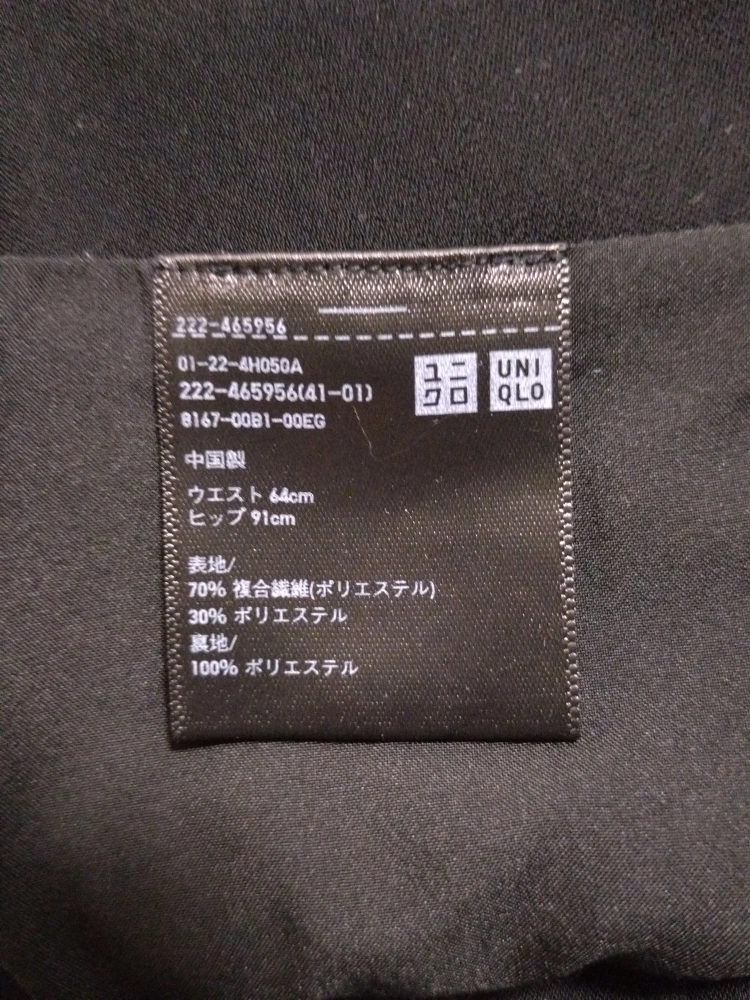 222-465956
01-22-4H050A
222-465956(41-01)
8167-00B1-00EG
ユニ
クロ
UNI
QLO
中国製
ウエスト 64cm
ヒップ 91cm
表地/
70% 複合繊維(ポリエステル)
30% ポリエステル
裏地/
100% ポリエステル